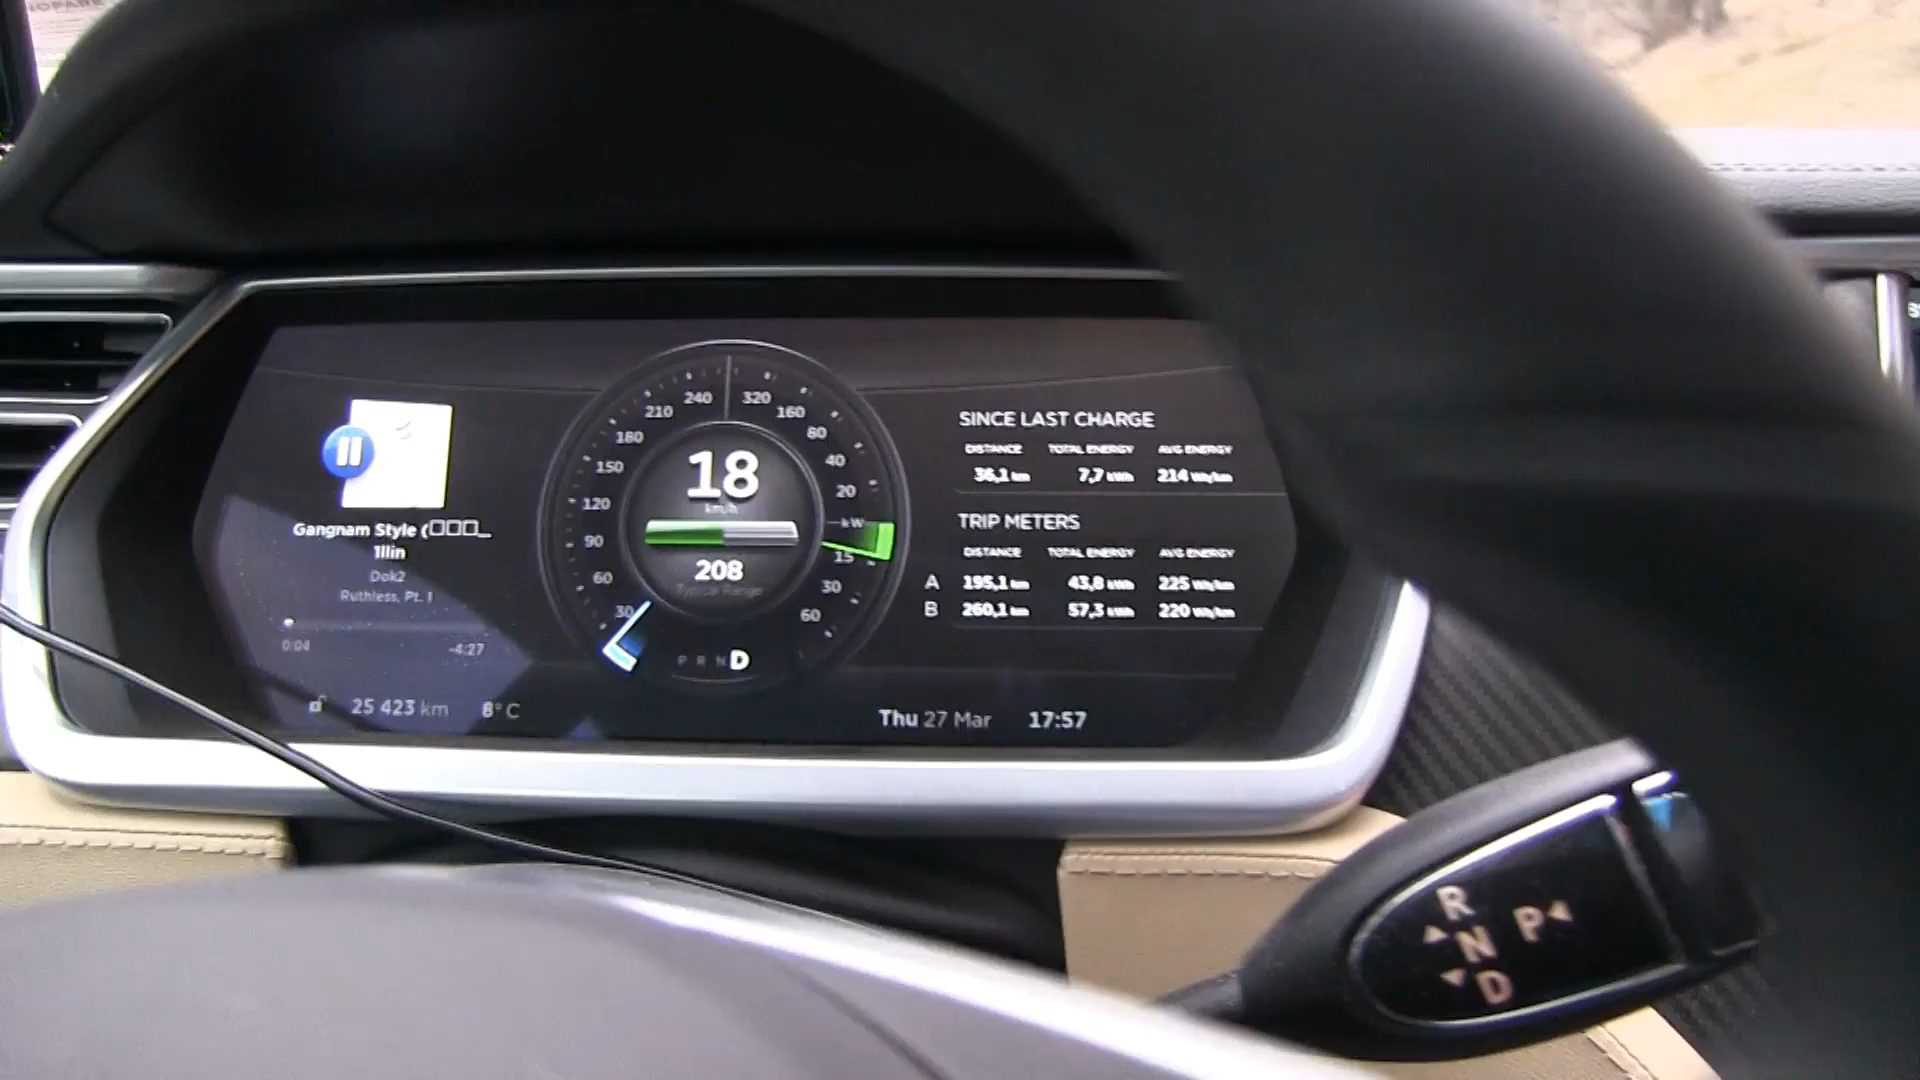 Gangnam Style (□□□_
1llin
Dok2
Ruthless, Pt. 1
0:04
-4:27
25 423 km
8°C
240
320
210
160
180
80
150
40
120
20
90
kW
15
60
30
30
60
18
km/h
208
Typical Range
P R N D
SINCE LAST CHARGE
DISTANCE TOTAL ENERGY AVG ENERGY
36,1 km 7,7 kWh 214 Wh/km
TRIP METERS
DISTANCE TOTAL ENERGY AVG ENERGY
A 195,1 km 43,8 kWh 225 Wh/km
B 260,1 km 57,3 kWh 220 Wh/km
Thu 27 Mar 17:57
R
N P
D